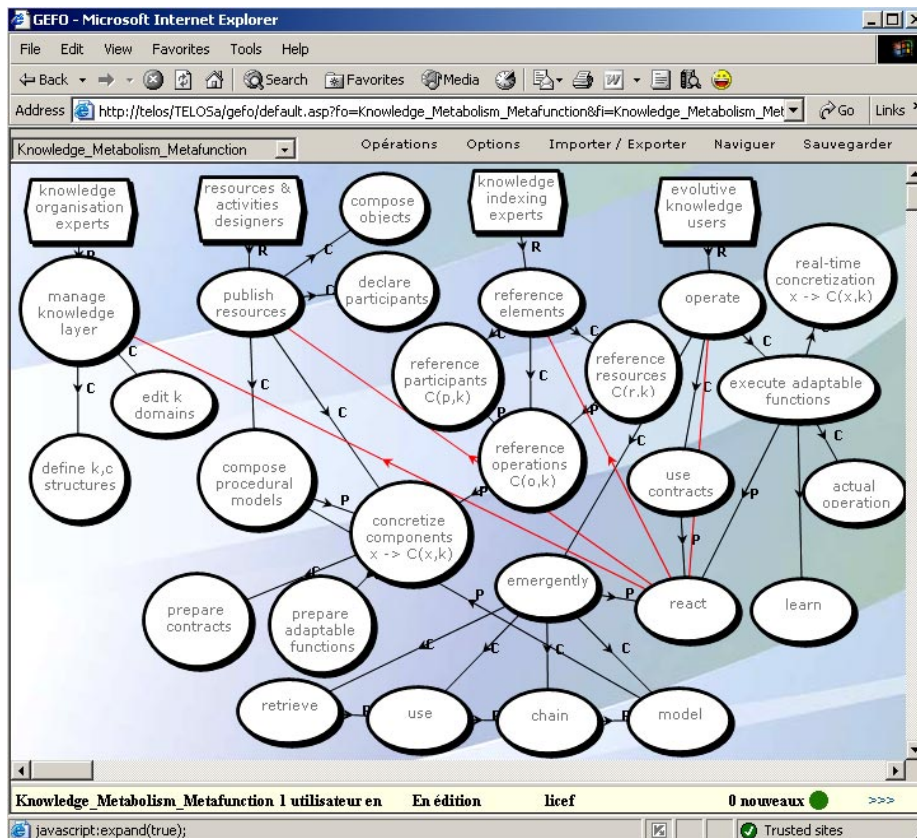 GEFO - Microsoft Internet Explorer
File Edit View Favorites Tools Help
Back Search Favorites Media
Address http://telos/TELOSa/gefo/default.asp?fo=Knowledge_Metabolism_Metafunction&fi=Knowledge_Metabolism_Met Go Links
Knowledge_Metabolism_Metafunction Opérations Options Importer / Exporter Naviguer Sauvegarder
knowledge
organisation
experts
resources &
activities
designers
compose
objects
knowledge
indexing
experts
evolutive
knowledge
users
R
C
R
R
real-time
concretization
x -> C(x,k)
manage
knowledge
layer
publish
resources
C
declare
participants
reference
elements
operate
C
C
C
C
reference
participants
C(p,k)
reference
resources
C(r,k)
execute adaptable
functions
C
edit k
domains
C
C
C
C
P
P
define k,c
structures
compose
procedural
models
reference
operations
C(o,k)
C
use
contracts
C
actual
operation
P
P
P
concretize
components
x -> C(x,k)
P
prepare
contracts
prepare
adaptable
functions
emergently
P
P
react
learn
C
C
C
C
retrieve
P
use
P
chain
P
model
Knowledge_Metabolism_Metafunction 1 utilisateur en En édition licef 0 nouveaux >>>
javascript:expand(true); Trusted sites